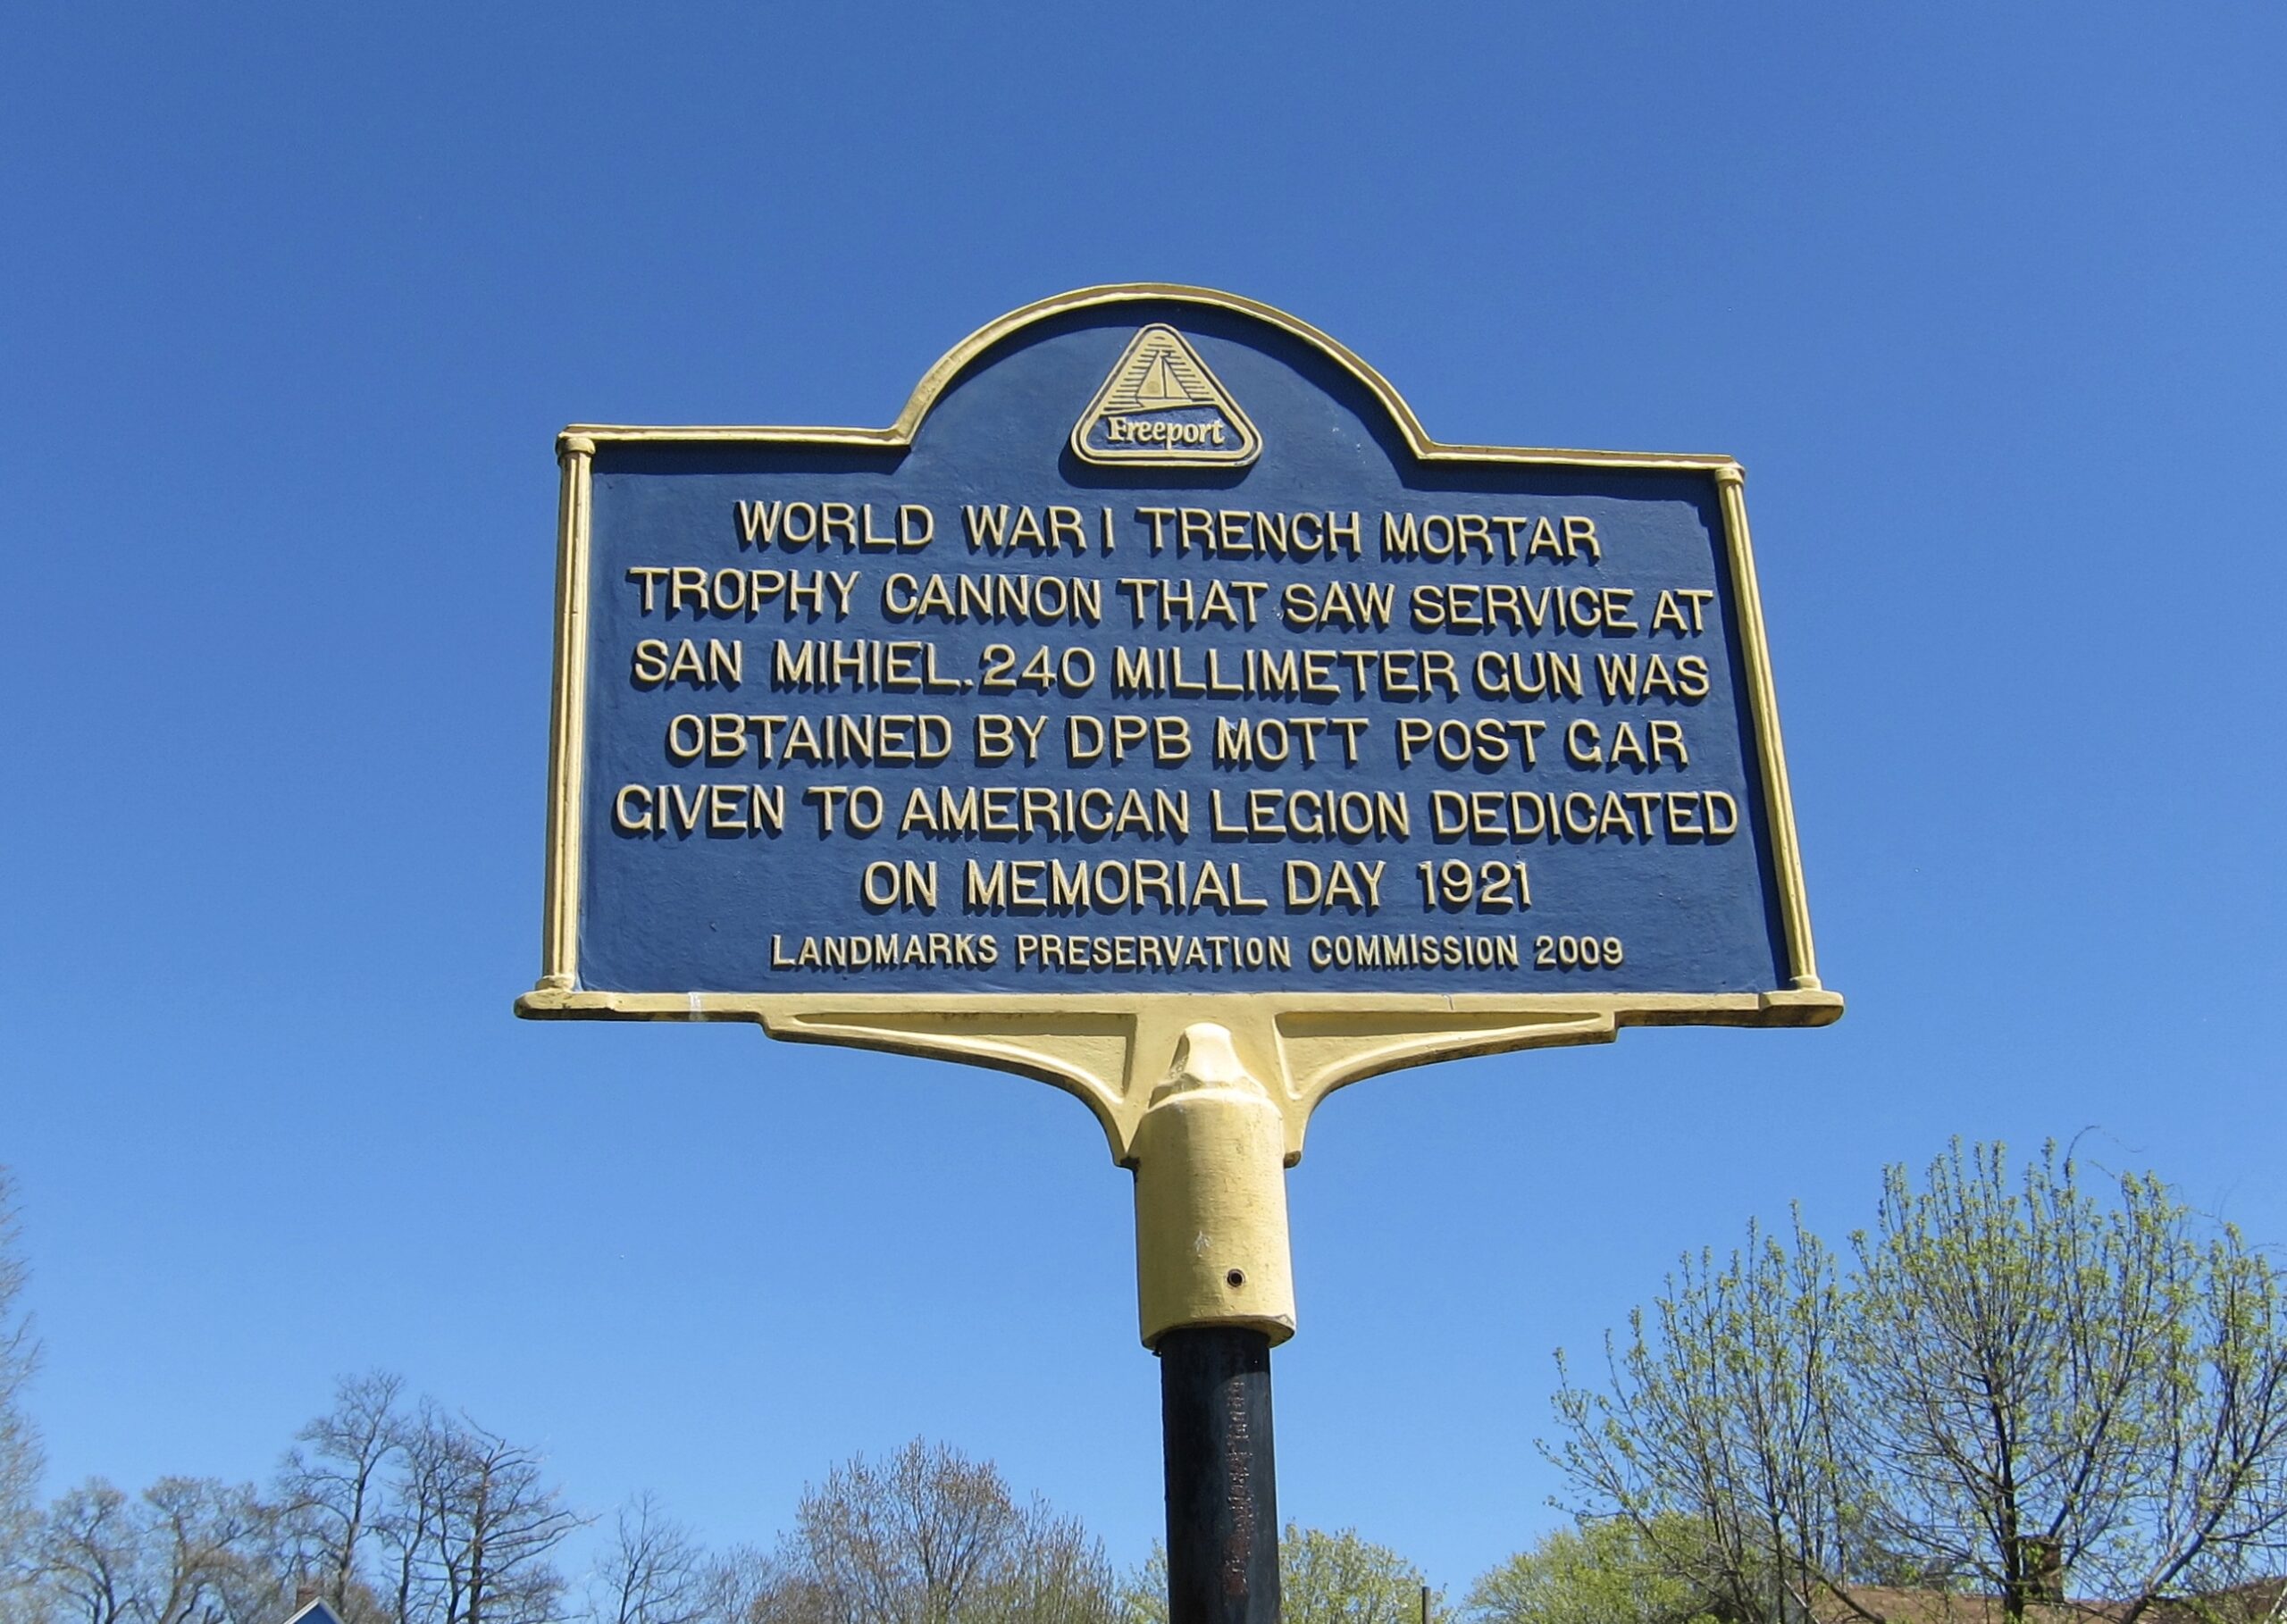 Freeport
WORLD WAR I TRENCH MORTAR
TROPHY CANNON THAT SAW SERVICE AT
SAN MIHIEL. 240 MILLIMETER GUN WAS
OBTAINED BY DPB MOTT POST GAR
GIVEN TO AMERICAN LEGION DEDICATED
ON MEMORIAL DAY 1921
LANDMARKS PRESERVATION COMMISSION 2009